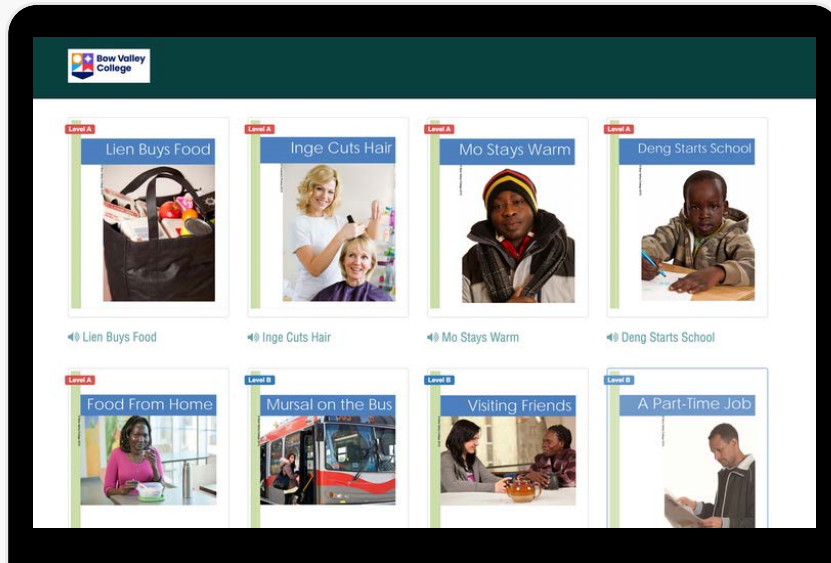 Bow Valley
College
Level A
Lien Buys Food
Level A
Inge Cuts Hair
Level A
Mo Stays Warm
Level A
Deng Starts School
Lien Buys Food
Inge Cuts Hair
Mo Stays Warm
Deng Starts School
Level A
Food From Home
Level B
Mursal on the Bus
Level B
Visiting Friends
Level B
A Part-Time Job